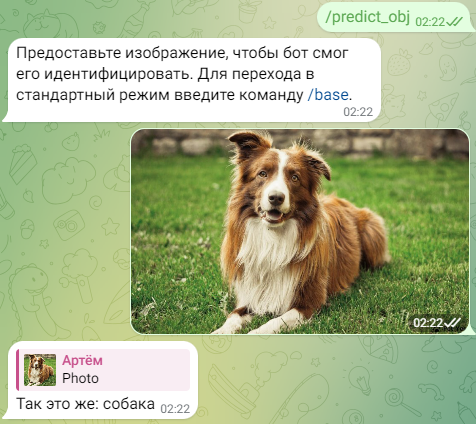 /predict_obj 02:22
Предоставьте изображение, чтобы бот смог
его идентифицировать. Для перехода в
стандартный режим введите команду /base.
02:22
02:22
Артём
Photo
Так это же: собака 02:22